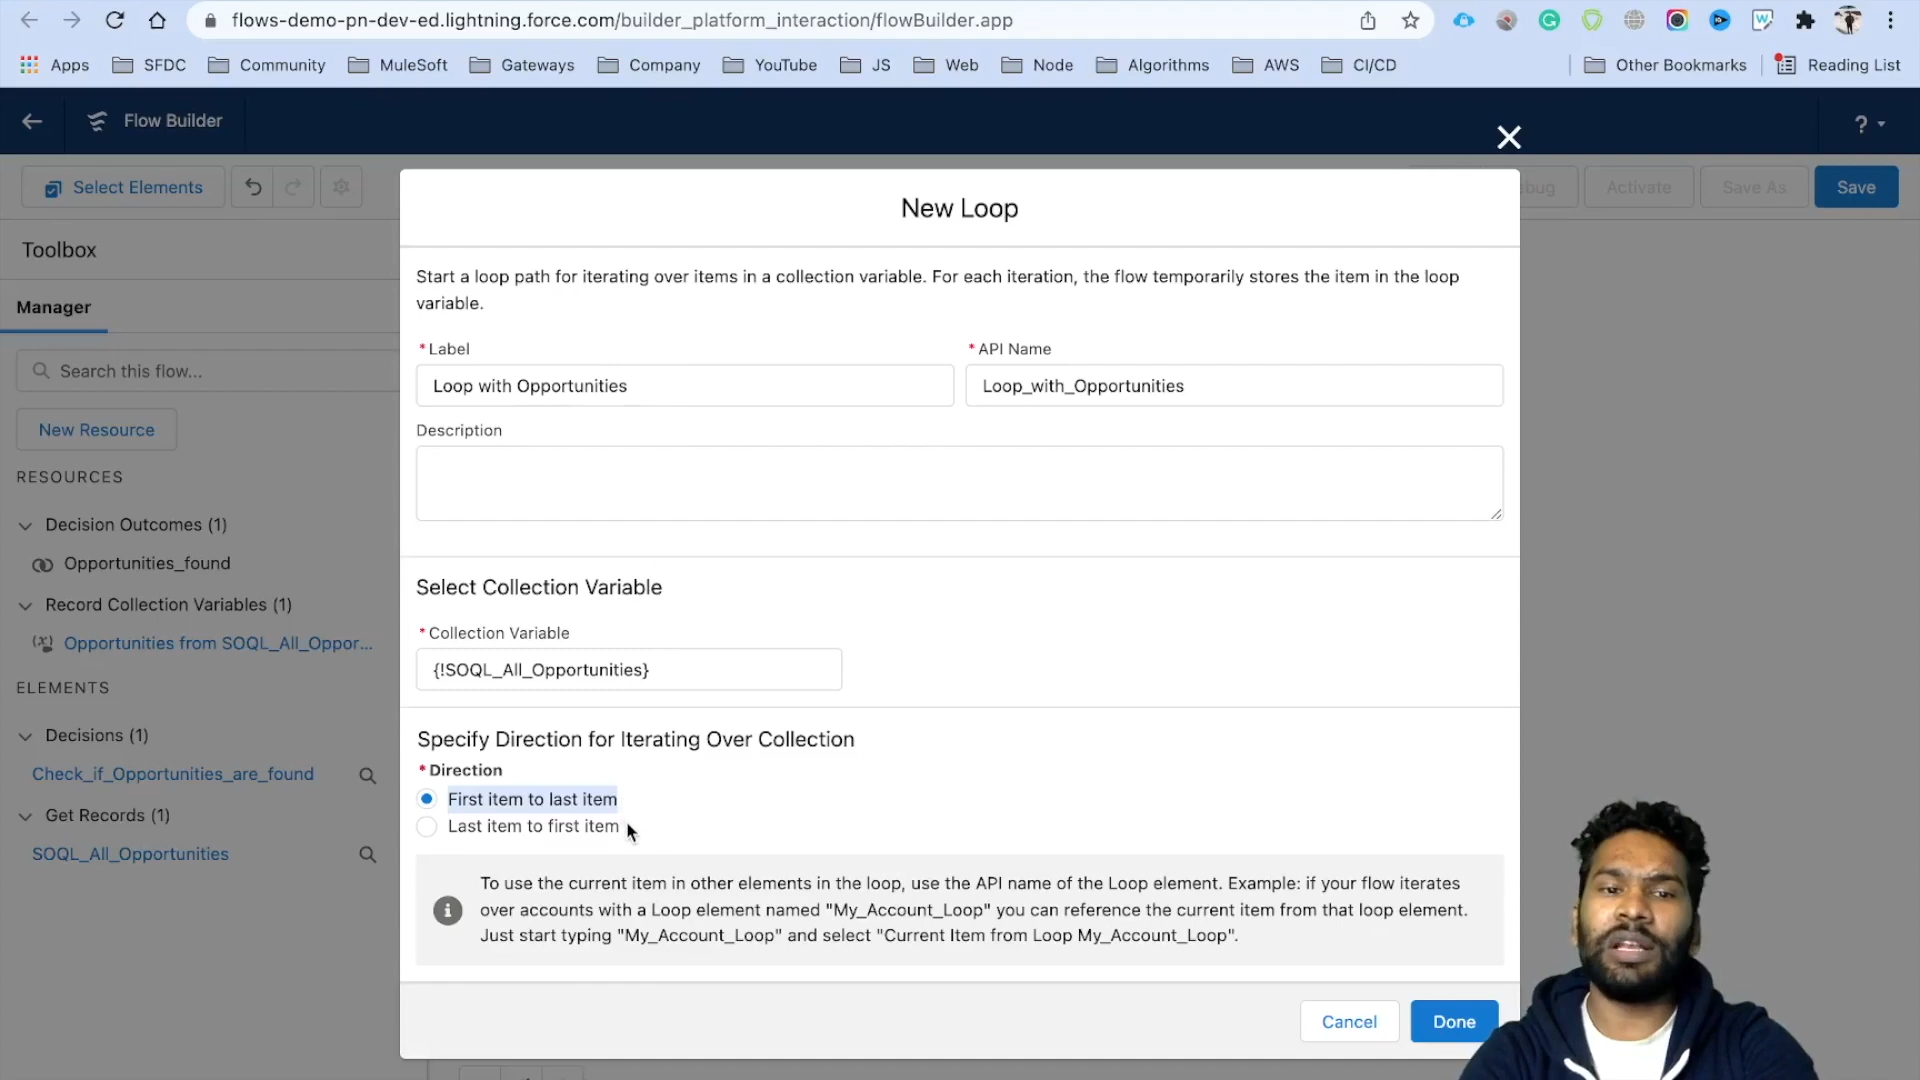 flows-demo-pn-dev-ed.lightning.force.com/builder_platform_interaction/flowBuilder.app
Apps SFDC Community MuleSoft Gateways Company YouTube JS Web Node Algorithms AWS CI/CD Other Bookmarks Reading List
Flow Builder
?
Select Elements
bug
Activate
Save As
Save
Toolbox
Manager
Search this flow...
New Resource
RESOURCES
Decision Outcomes (1)
Opportunities_found
Record Collection Variables (1)
Opportunities from SOQL_All_Oppor...
ELEMENTS
Decisions (1)
Check_if_Opportunities_are_found
Get Records (1)
SOQL_All_Opportunities
New Loop
Start a loop path for iterating over items in a collection variable. For each iteration, the flow temporarily stores the item in the loop
variable.
*Label
Loop with Opportunities
*API Name
Loop_with_Opportunities
Description
Select Collection Variable
*Collection Variable
{!SOQL_All_Opportunities}
Specify Direction for Iterating Over Collection
*Direction
First item to last item
Last item to first item
To use the current item in other elements in the loop, use the API name of the Loop element. Example: if your flow iterates
over accounts with a Loop element named "My_Account_Loop" you can reference the current item from that loop element.
Just start typing "My_Account_Loop" and select "Current Item from Loop My_Account_Loop".
Cancel
Done